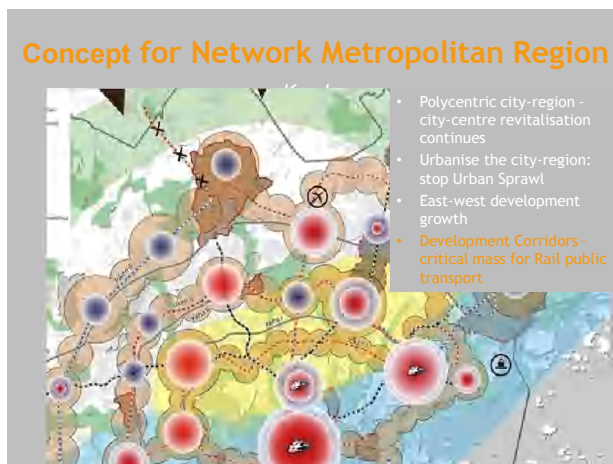 Concept for Network Metropolitan Region
• Polycentric city-region -
city-centre revitalisation
continues
• Urbanise the city-region:
stop Urban Sprawl
• East-west development
growth
• Development Corridors -
critical mass for Rail public
transport